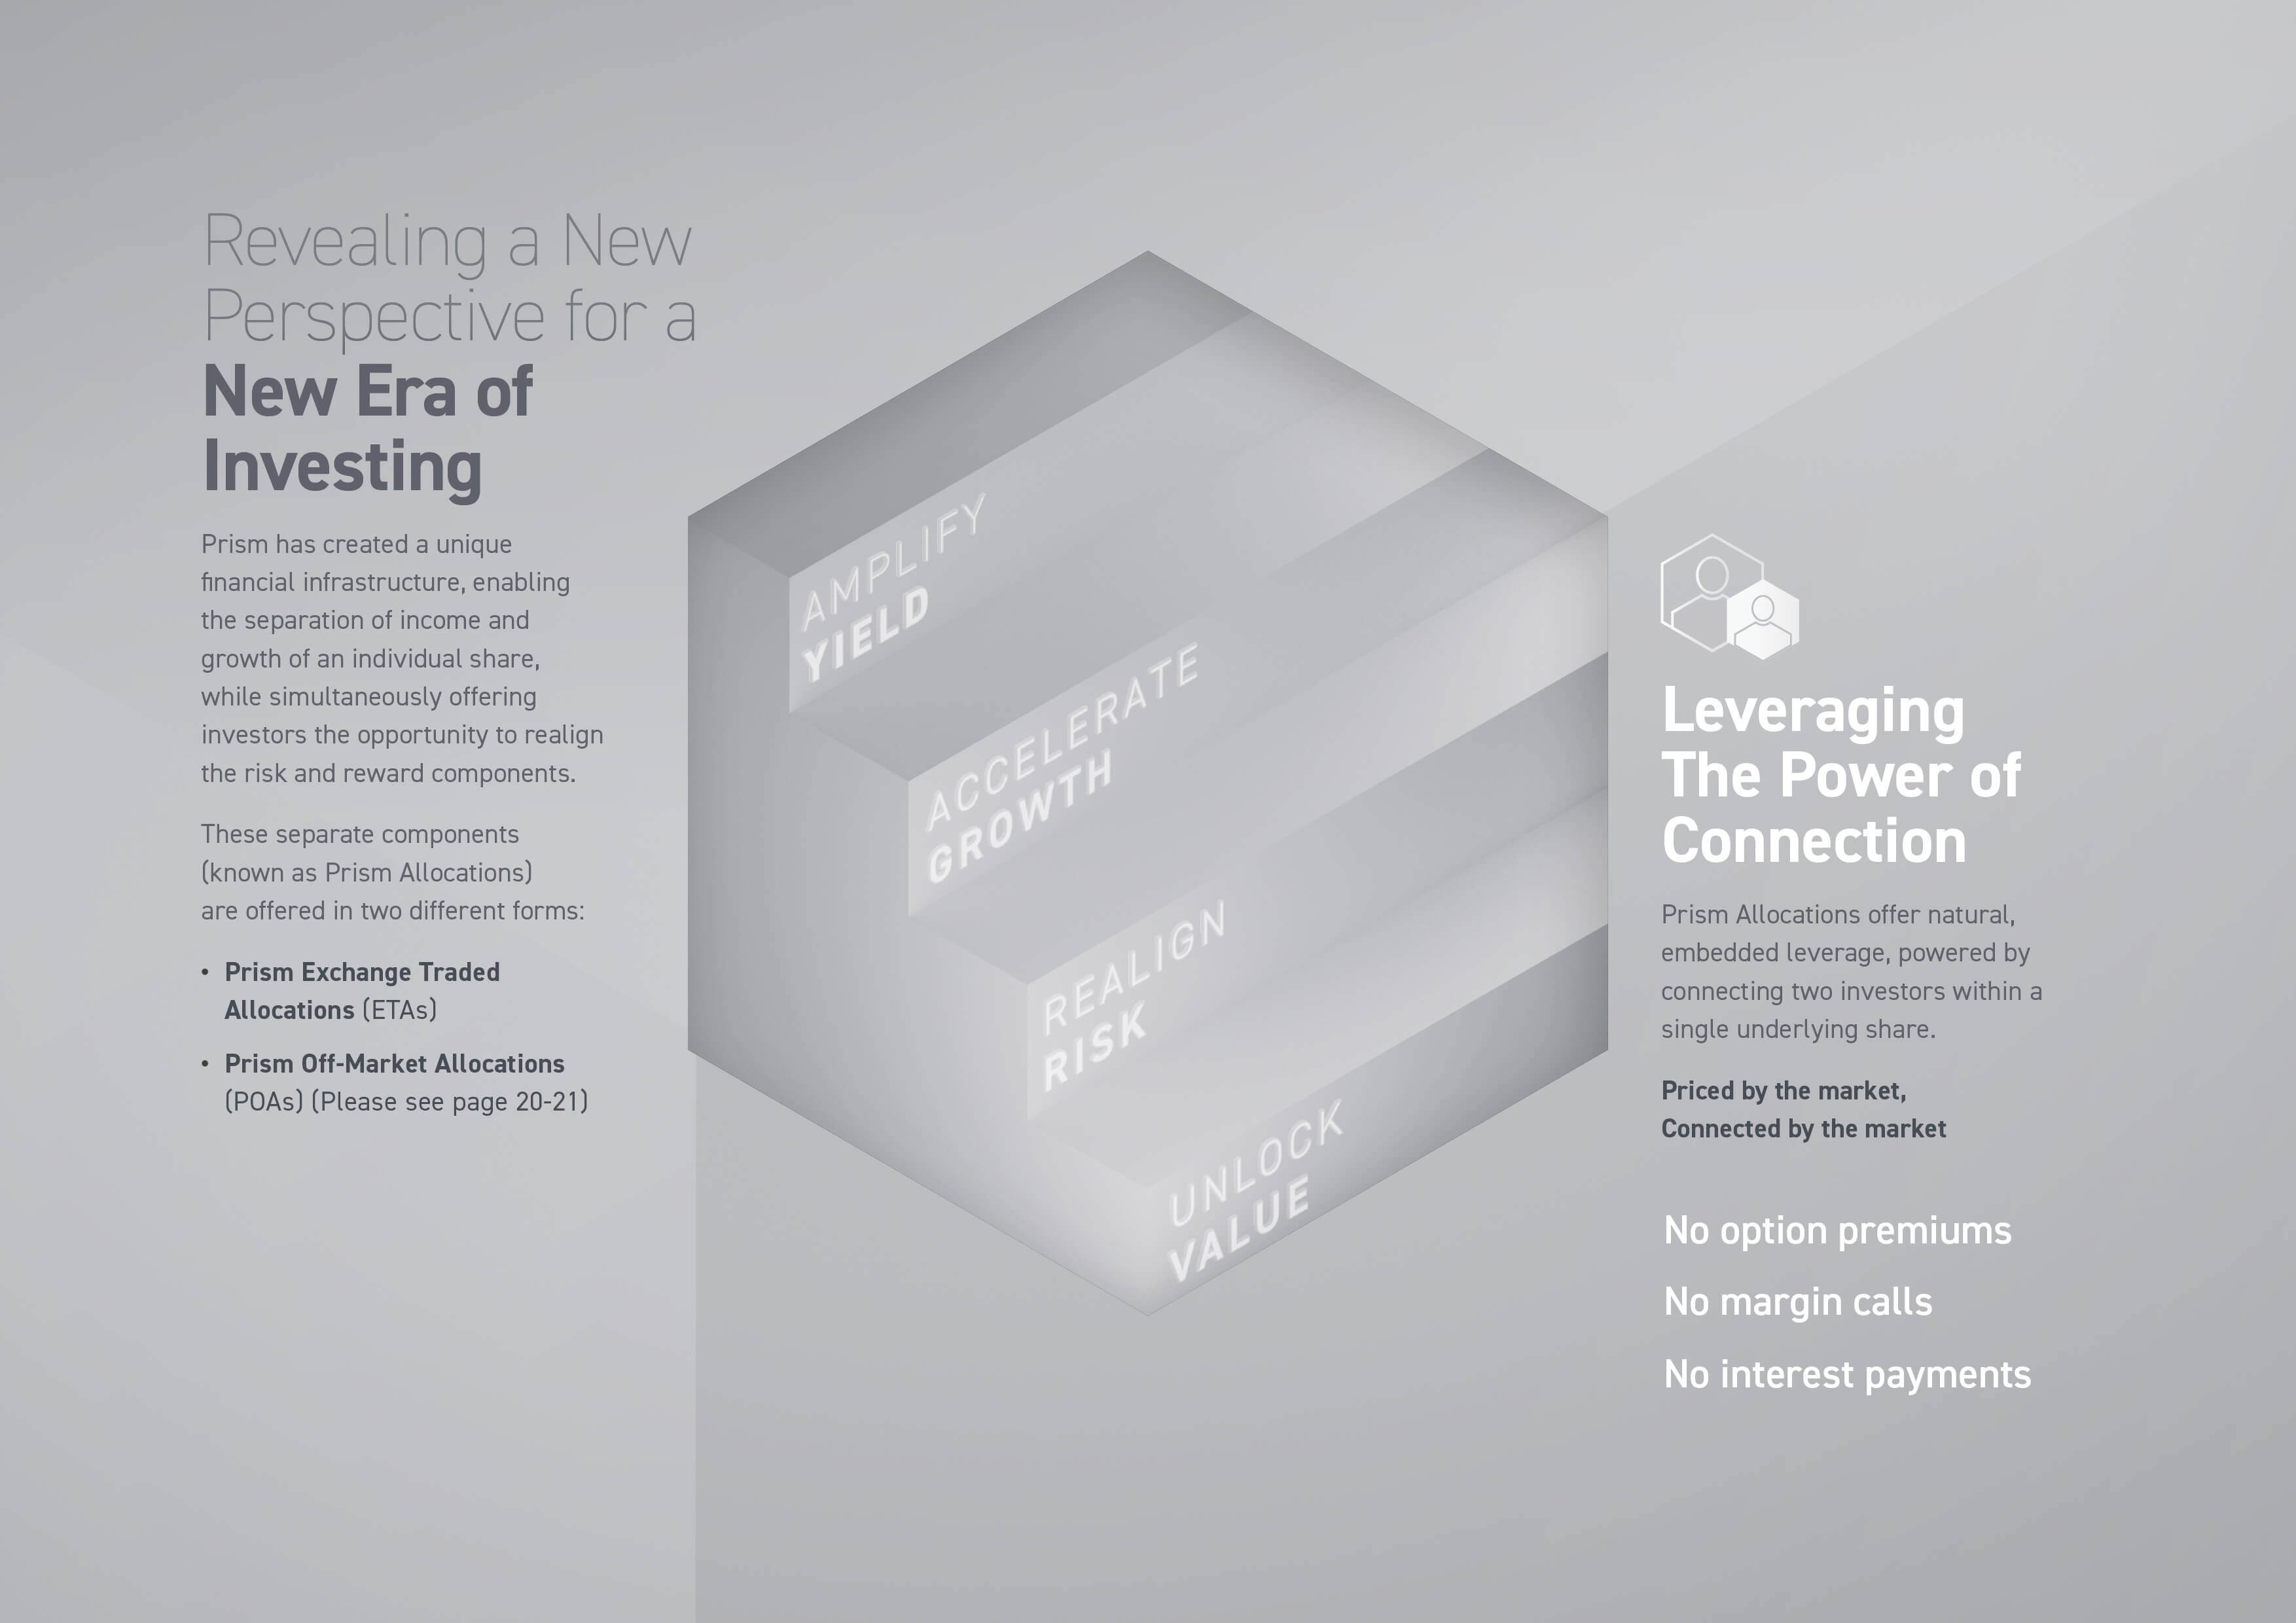 Revealing a New
Perspective for a
New Era of
Investing
Prism has created a unique
financial infrastructure, enabling
the separation of income and
growth of an individual share,
while simultaneously offering
investors the opportunity to realign
the risk and reward components.
These separate components
(known as Prism Allocations)
are offered in two different forms:
• Prism Exchange Traded
Allocations (ETAs)
• Prism Off-Market Allocations
(POAs) (Please see page 20-21)
AMPLIFY
YIELD
ACCELERATE
GROWTH
REALIGN
RISK
UNLOCK
VALUE
Leveraging
The Power of
Connection
Prism Allocations offer natural,
embedded leverage, powered by
connecting two investors within a
single underlying share.
Priced by the market,
Connected by the market
No option premiums
No margin calls
No interest payments